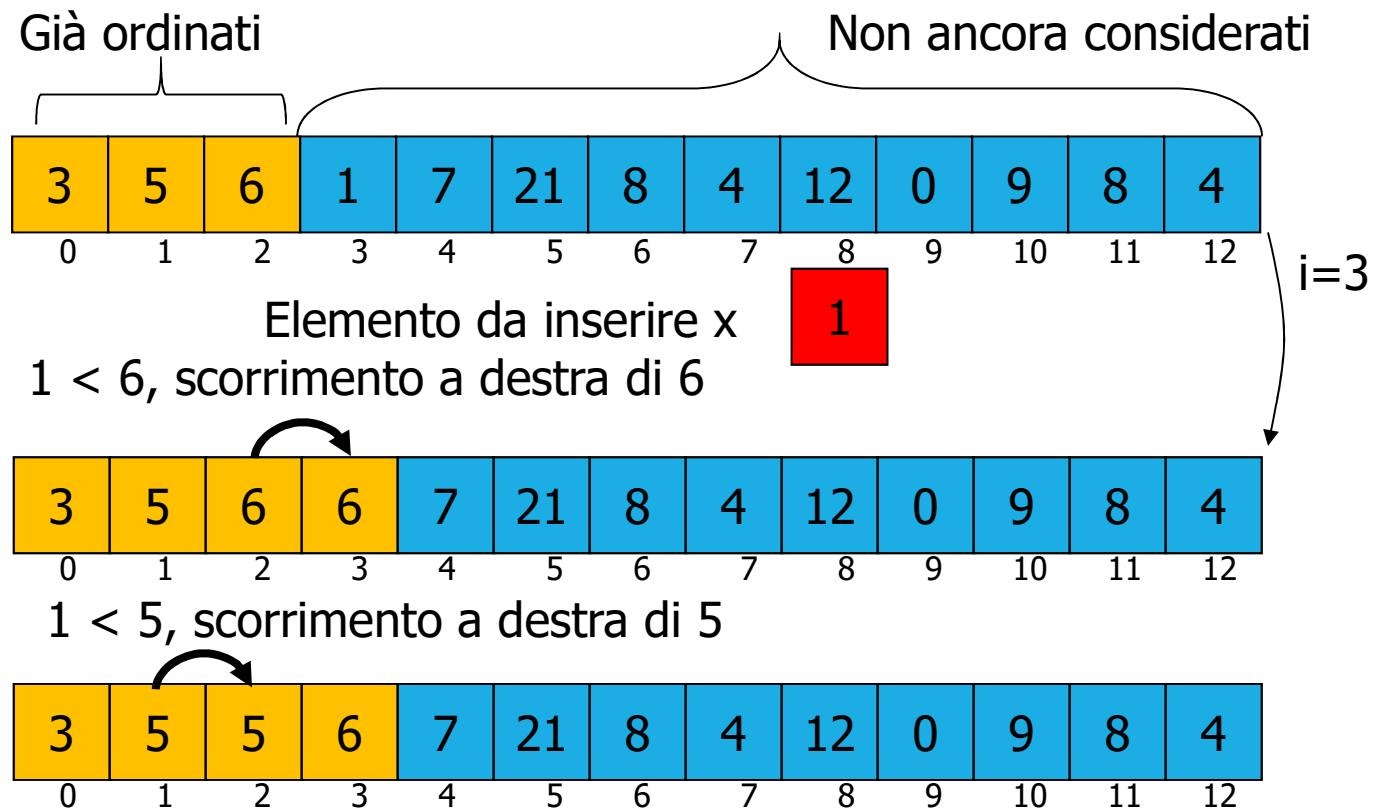 Già ordinati Non ancora considerati
3 5 6 1 7 21 8 4 12 0 9 8 4
0 1 2 3 4 5 6 7 8 9 10 11 12
i=3
Elemento da inserire x 1
1 < 6, scorrimento a destra di 6
3 5 6 6 7 21 8 4 12 0 9 8 4
0 1 2 3 4 5 6 7 8 9 10 11 12
1 < 5, scorrimento a destra di 5
3 5 5 6 7 21 8 4 12 0 9 8 4
0 1 2 3 4 5 6 7 8 9 10 11 12